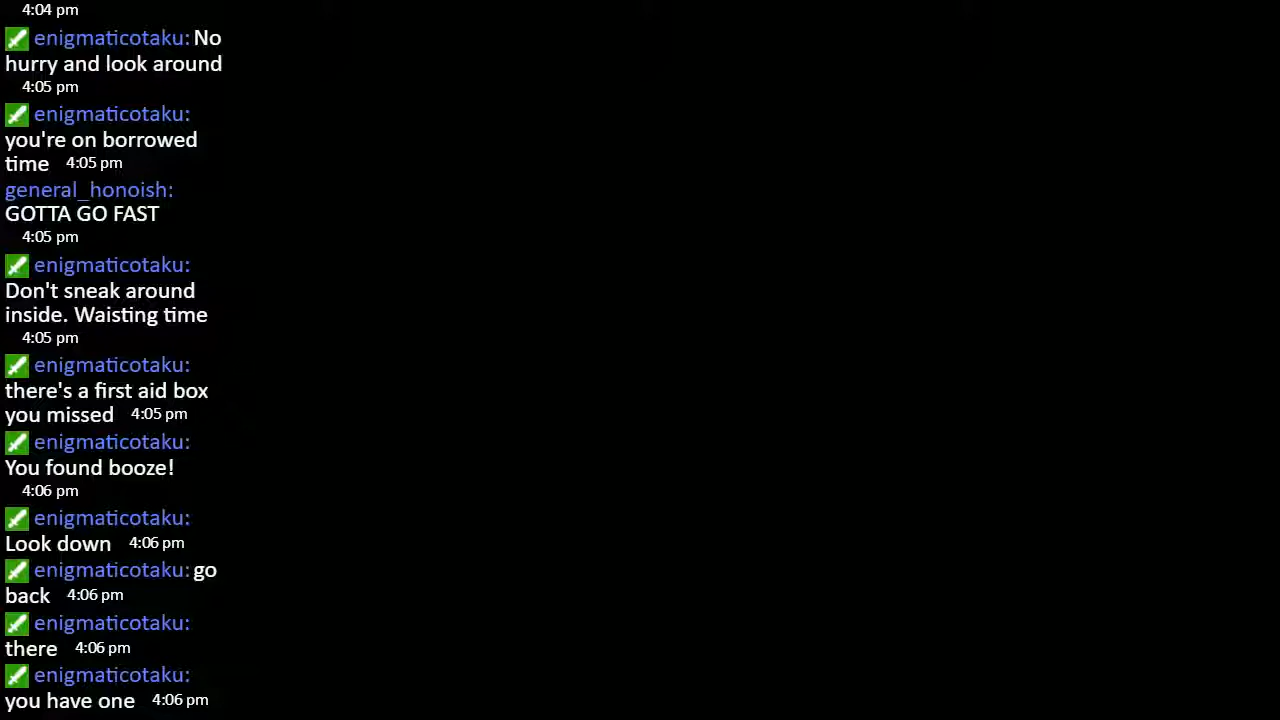 4:04 pm
enigmaticotaku: No
hurry and look around
4:05 pm
enigmaticotaku:
you're on borrowed
time 4:05 pm
general_honoish:
GOTTA GO FAST
4:05 pm
enigmaticotaku:
Don't sneak around
inside. Waisting time
4:05 pm
enigmaticotaku:
there's a first aid box
you missed 4:05 pm
enigmaticotaku:
You found booze!
4:06 pm
enigmaticotaku:
Look down 4:06 pm
enigmaticotaku: go
back 4:06 pm
enigmaticotaku:
there 4:06 pm
enigmaticotaku:
you have one 4:06 pm